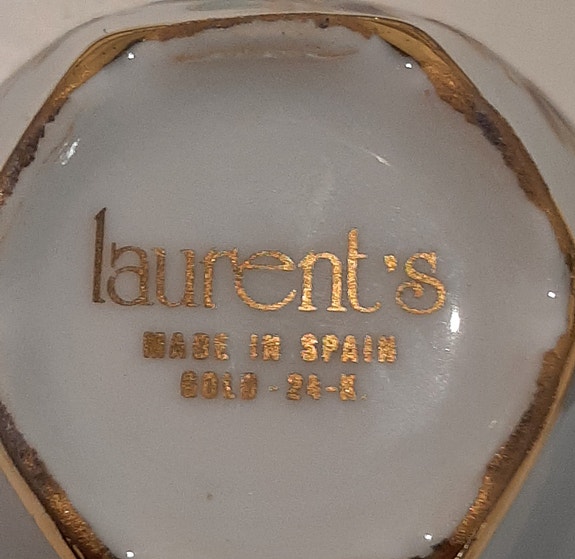 laurent's
MADE IN SPAIN
GOLD-24-K.